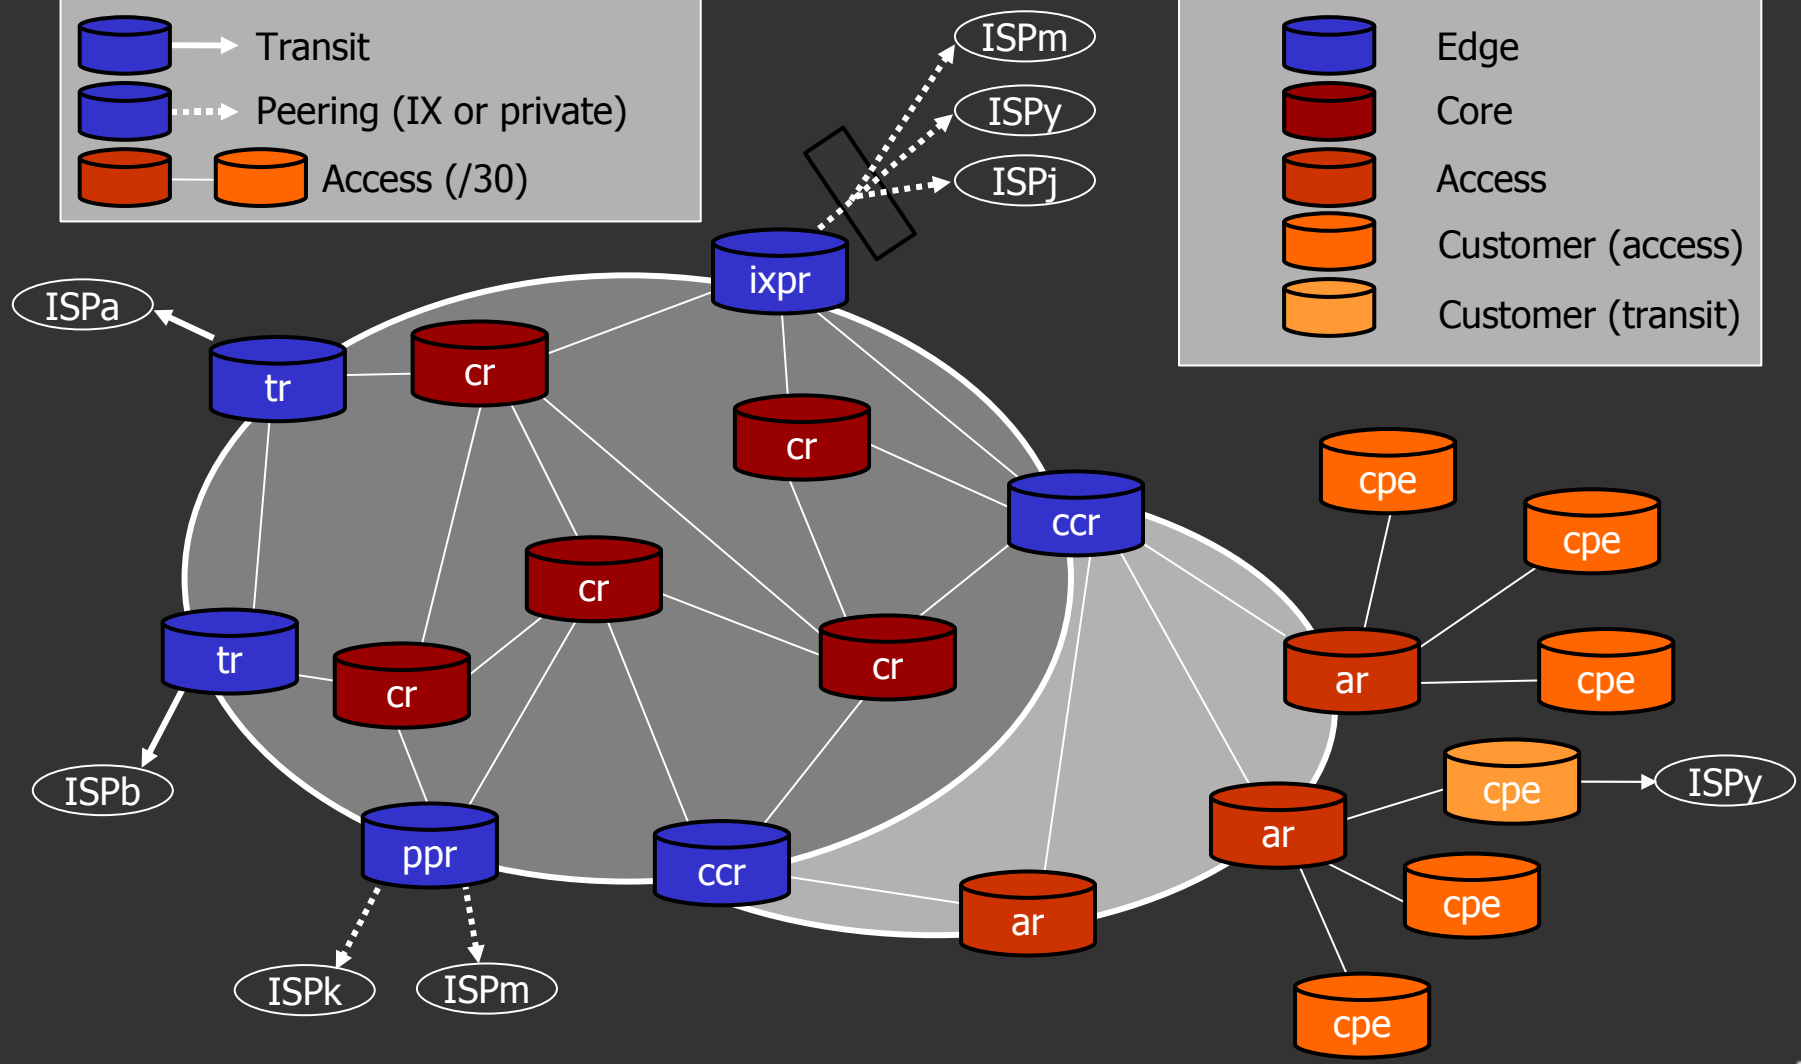 Transit
Peering (IX or private)
Access (/30)
ISPm
ISPy
ISPj
Edge
Core
Access
Customer (access)
Customer (transit)
ixpr
ISPa
tr
cr
cr
cpe
ccr
cpe
cr
tr
cr
cr
ar
cpe
ISPb
cpe
ISPy
ppr
ccr
ar
cpe
ar
ISPk
ISPm
cpe